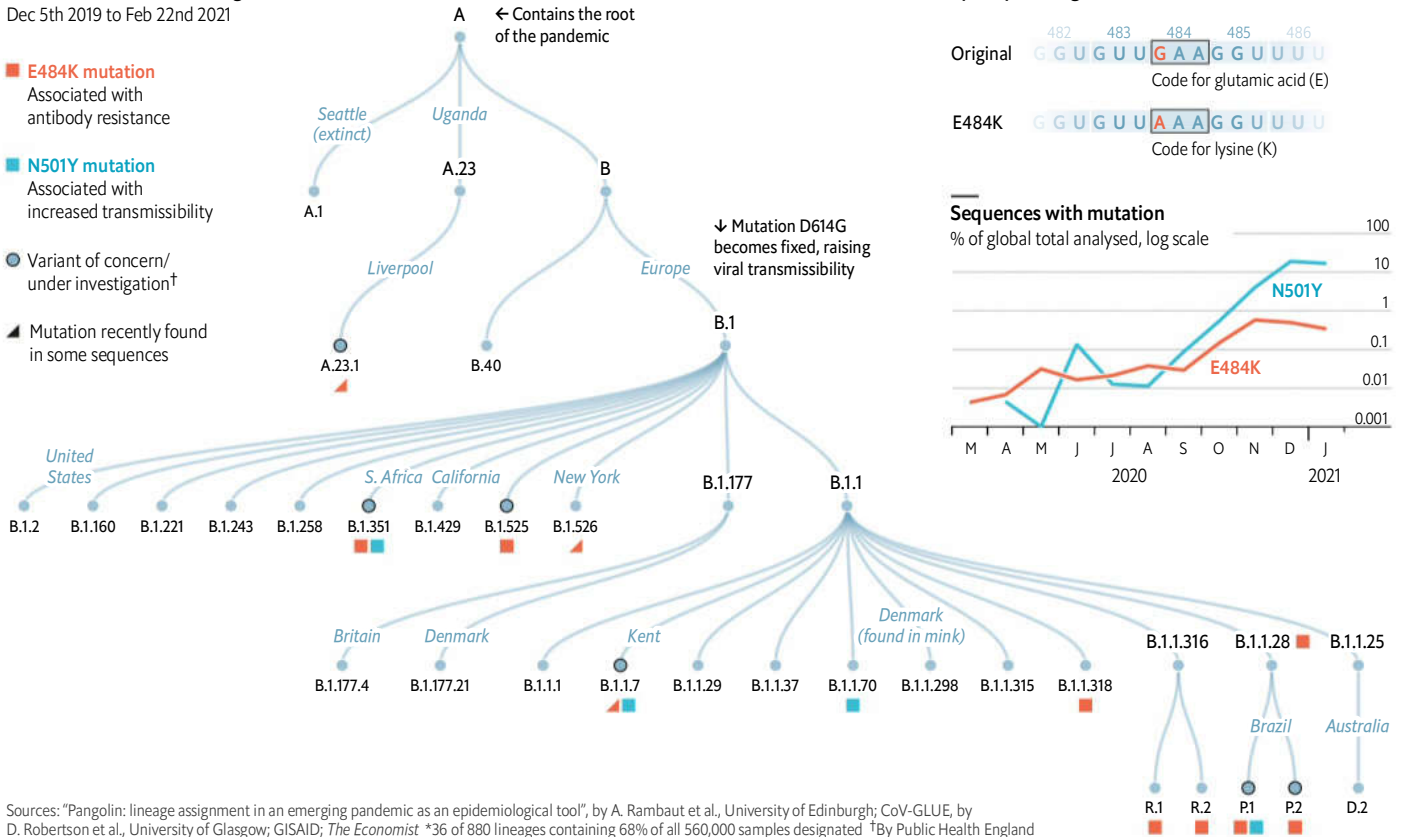 Dec 5th 2019 to Feb 22nd 2021
E484K mutation
Associated with
antibody resistance
N501Y mutation
Associated with
increased transmissibility
Variant of concern/
under investigation†
Mutation recently found
in some sequences
A
← Contains the root
of the pandemic
Seattle
(extinct)
Uganda
A.1
A.23
B
Liverpool
Europe
↓ Mutation D614G
becomes fixed, raising
viral transmissibility
A.23.1
B.40
B.1
United
States
S. Africa
California
New York
B.1.177
B.1.1
B.1.2
B.1.160
B.1.221
B.1.243
B.1.258
B.1.351
B.1.429
B.1.525
B.1.526
Britain
Denmark
Kent
Denmark
(found in mink)
B.1.1.316
B.1.1.28
B.1.1.25
B.1.177.4
B.1.177.21
B.1.1.1
B.1.1.7
B.1.1.29
B.1.1.37
B.1.1.70
B.1.1.298
B.1.1.315
B.1.1.318
Brazil
Australia
R.1
R.2
P.1
P.2
D.2
482 483 484 485 486
Original
G G U G U U G A A G G U U U U
Code for glutamic acid (E)
E484K
G G U G U U A A A G G U U U U
Code for lysine (K)
Sequences with mutation
% of global total analysed, log scale
100
10
1
0.1
0.01
0.001
N501Y
E484K
M A M J J A S O N D J
2020 2021
Sources: “Pangolin: lineage assignment in an emerging pandemic as an epidemiological tool”, by A. Rambaut et al., University of Edinburgh; CoV-GLUE, by
D. Robertson et al., University of Glasgow; GISAID; The Economist *36 of 880 lineages containing 68% of all 560,000 samples designated †By Public Health England